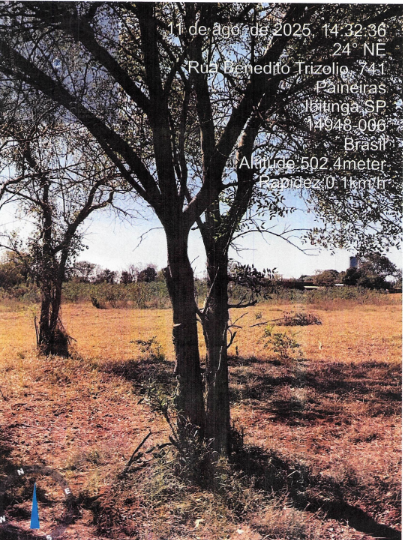 11 de ago. de 2025, 14:32:36
24° NE
Rua Benedito Trizolio, 741
Paineiras
Ibitinga SP
14948-006
Brasil
Altitude:502.4meter
Rapidez:0.1km/h
N
E
S
W